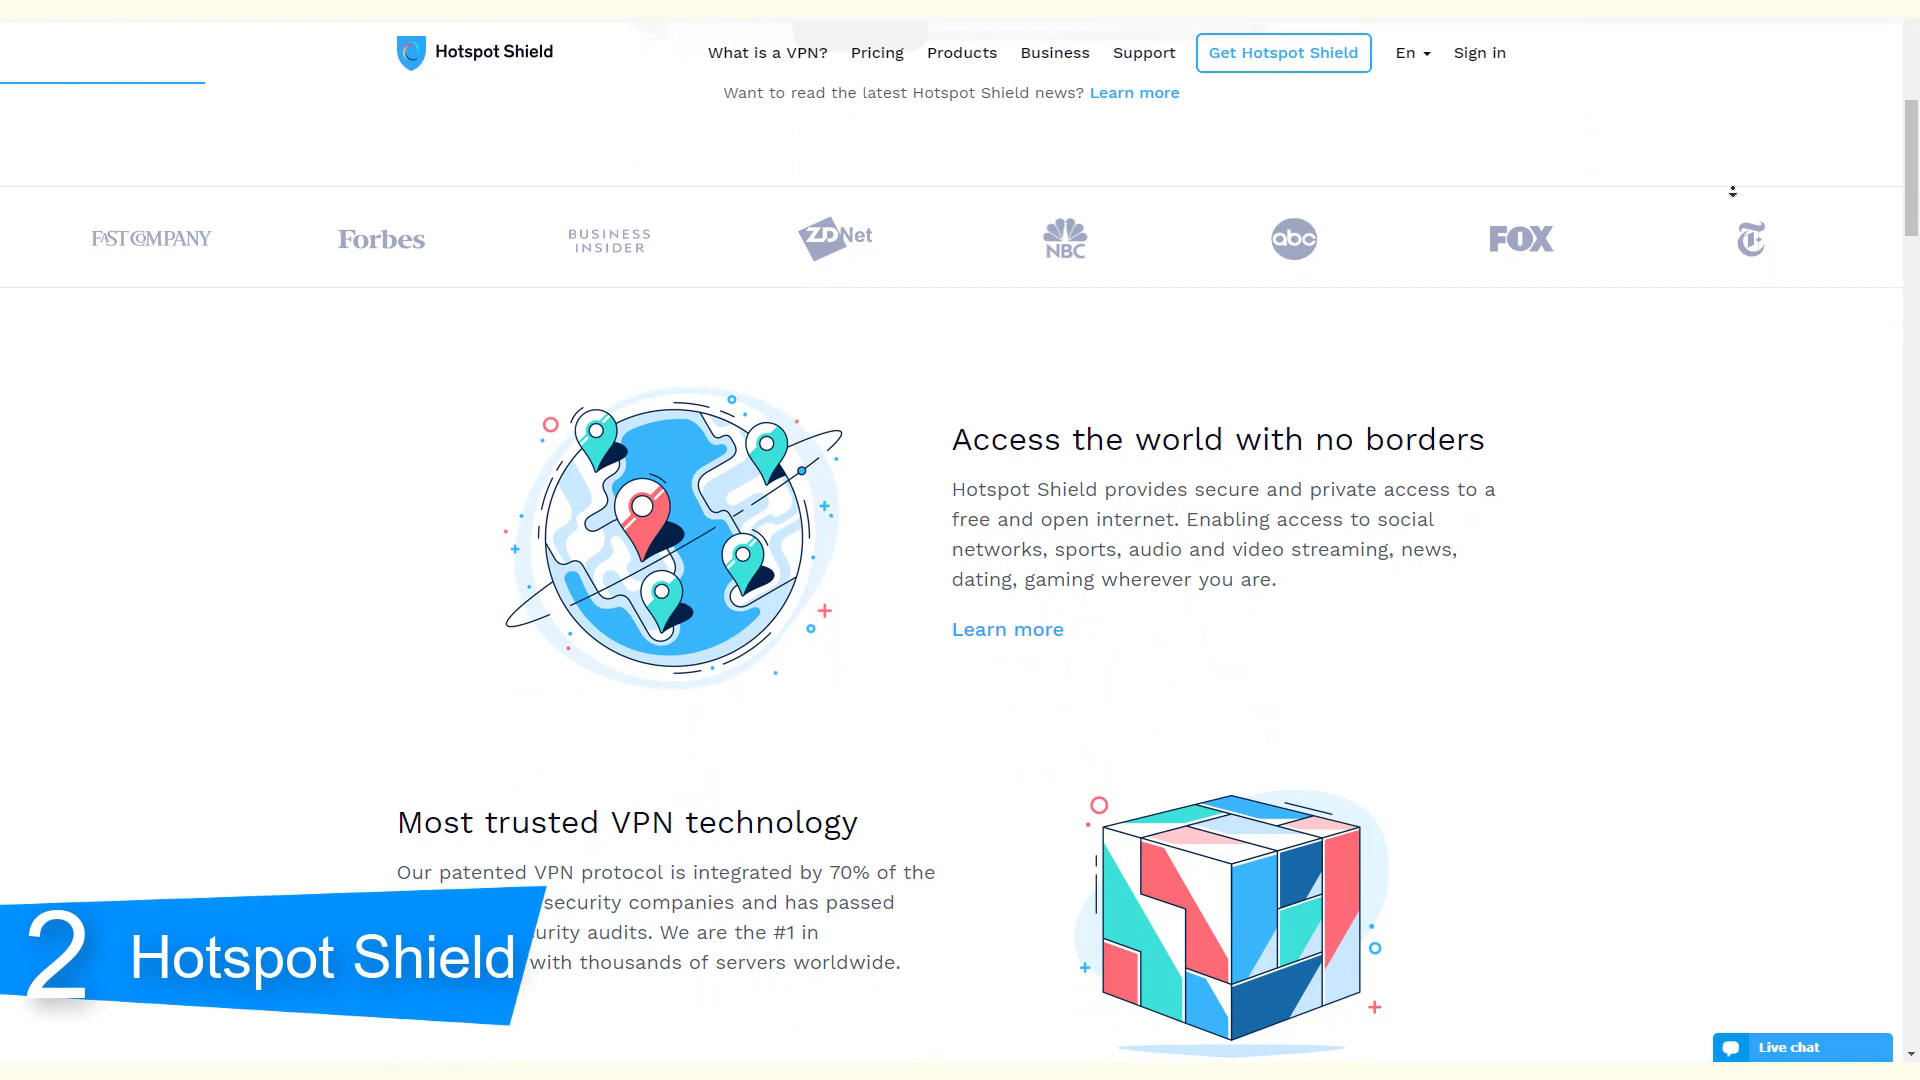 Hotspot Shield
What is a VPN? Pricing Products Business Support Get Hotspot Shield En Sign in
Want to read the latest Hotspot Shield news? Learn more
FAST COMPANY
Forbes
BUSINESS
INSIDER
ZDNet
NBC
abc
FOX
T
Access the world with no borders
Hotspot Shield provides secure and private access to a
free and open internet. Enabling access to social
networks, sports, audio and video streaming, news,
dating, gaming wherever you are.
Learn more
Most trusted VPN technology
Our patented VPN protocol is integrated by 70% of the
security companies and has passed
audits. We are the #1 in
with thousands of servers worldwide.
2 Hotspot Shield
Live chat